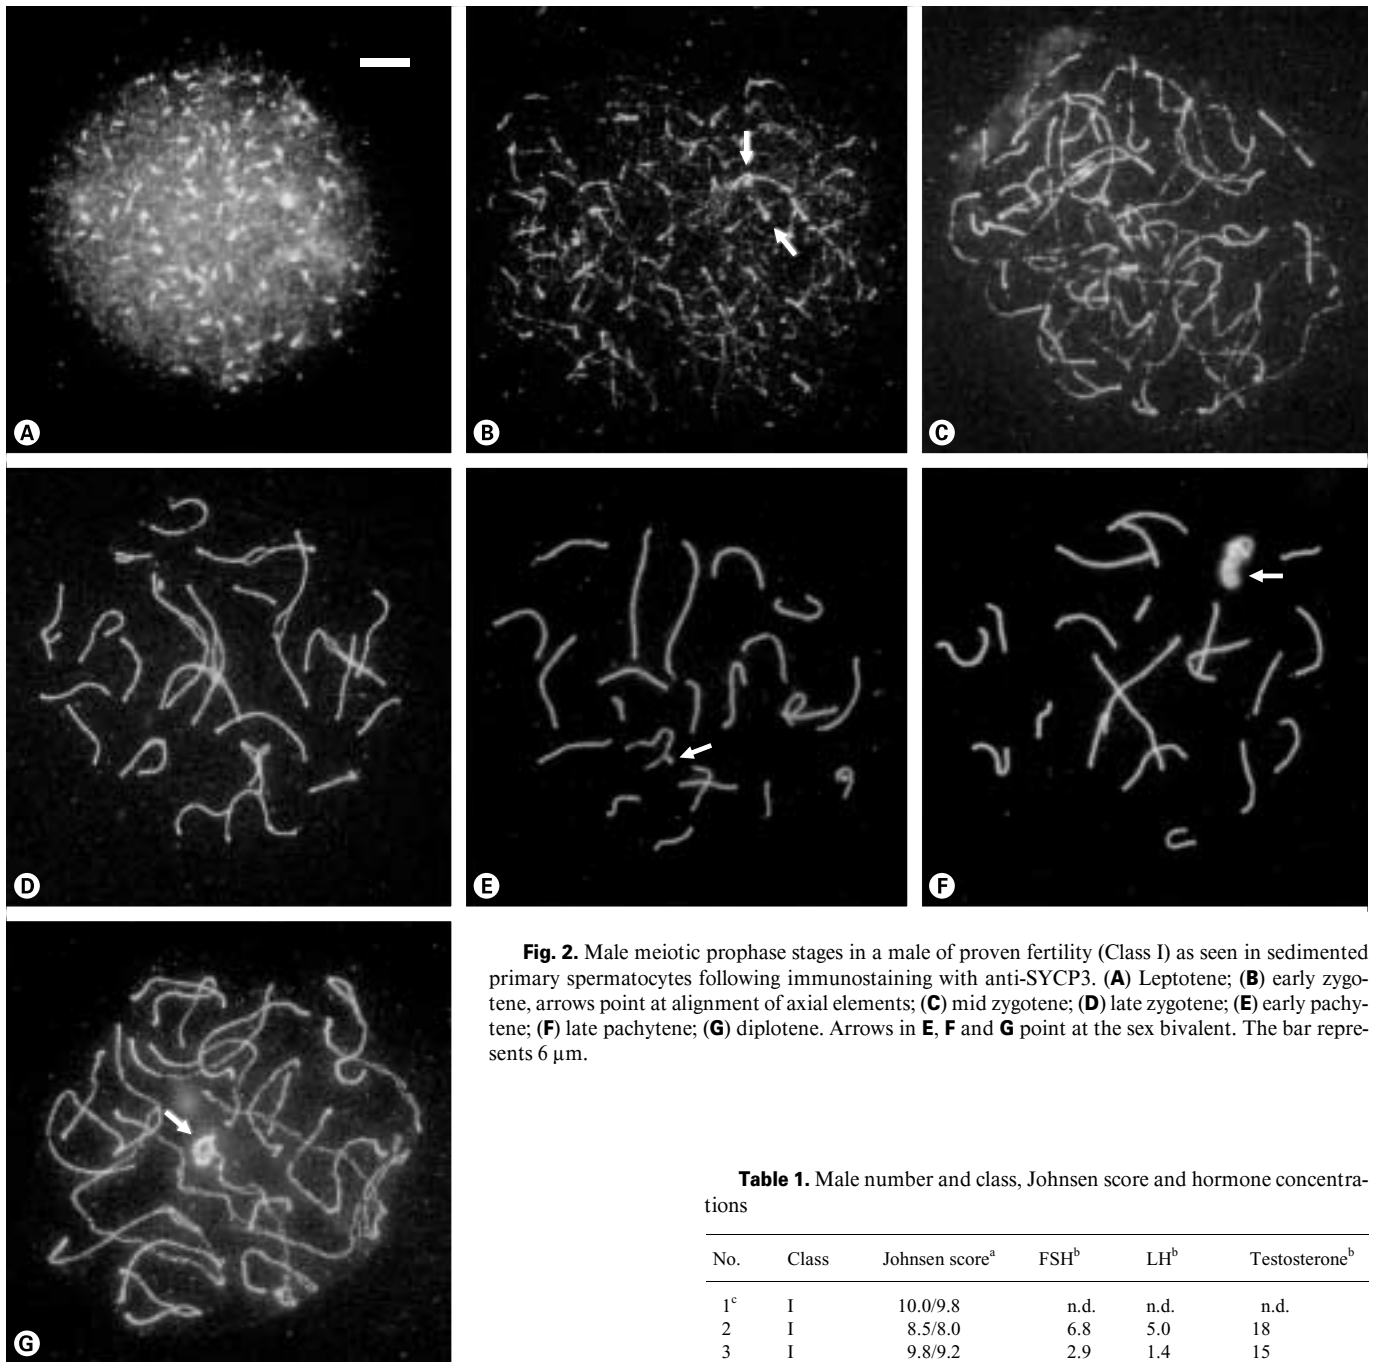 A
B
C
D
E
F
G
Fig. 2. Male meiotic prophase stages in a male of proven fertility (Class I) as seen in sedimented
primary spermatocytes following immunostaining with anti-SYCP3. (A) Leptotene; (B) early zygo-
tene, arrows point at alignment of axial elements; (C) mid zygotene; (D) late zygotene; (E) early pachy-
tene; (F) late pachytene; (G) diplotene. Arrows in E, F and G point at the sex bivalent. The bar repre-
sents 6 µm.
Table 1. Male number and class, Johnsen score and hormone concentra-
tions
No. Class Johnsen scoreᵃ FSHᵇ LHᵇ Testosteroneᵇ
1ᶜ I 10.0/9.8 n.d. n.d. n.d.
2 I 8.5/8.0 6.8 5.0 18
3 I 9.8/9.2 2.9 1.4 15